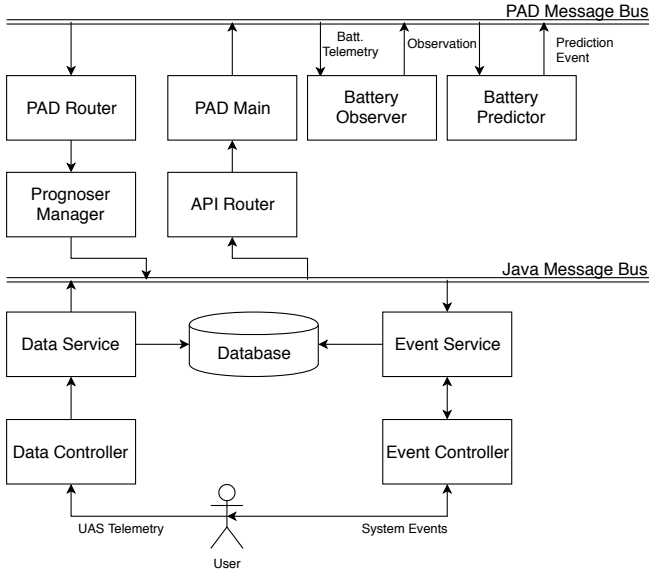 PAD Message Bus
Batt.
Telemetry
Observation
Prediction
Event
PAD Router
PAD Main
Battery
Observer
Battery
Predictor
Prognoser
Manager
API Router
Java Message Bus
Data Service
Database
Event Service
Data Controller
Event Controller
UAS Telemetry
System Events
User